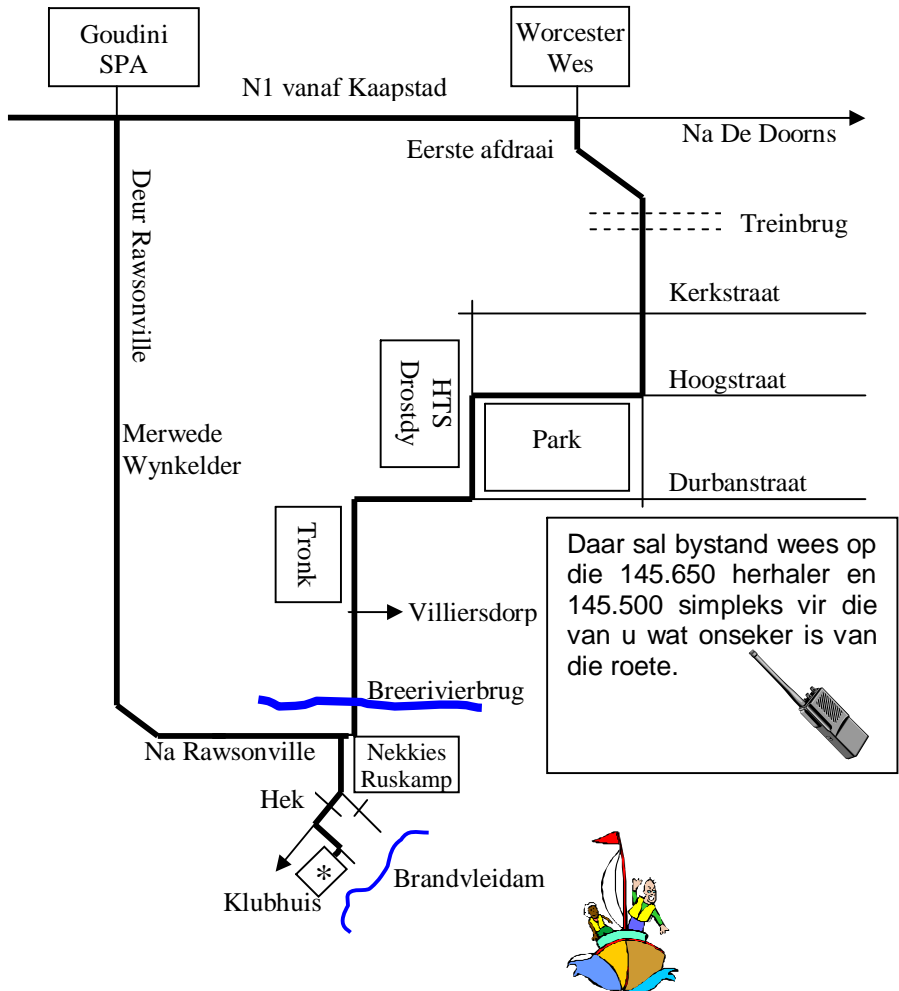 Goudini
SPA
Worcester
Wes
N1 vanaf Kaapstad
Na De Doorns
Eerste afdraai
Deur Rawsonville
Treinbrug
Kerkstraat
HTS
Drostdy
Hoogstraat
Park
Merwede
Wynkelder
Durbanstraat
Tronk
Daar sal bystand wees op
die 145.650 herhaler en
145.500 simpleks vir die
van u wat onseker is van
die roete.
Villiersdorp
Breerivierbrug
Na Rawsonville
Nekkies
Ruskamp
Hek
*
Brandvleidam
Klubhuis